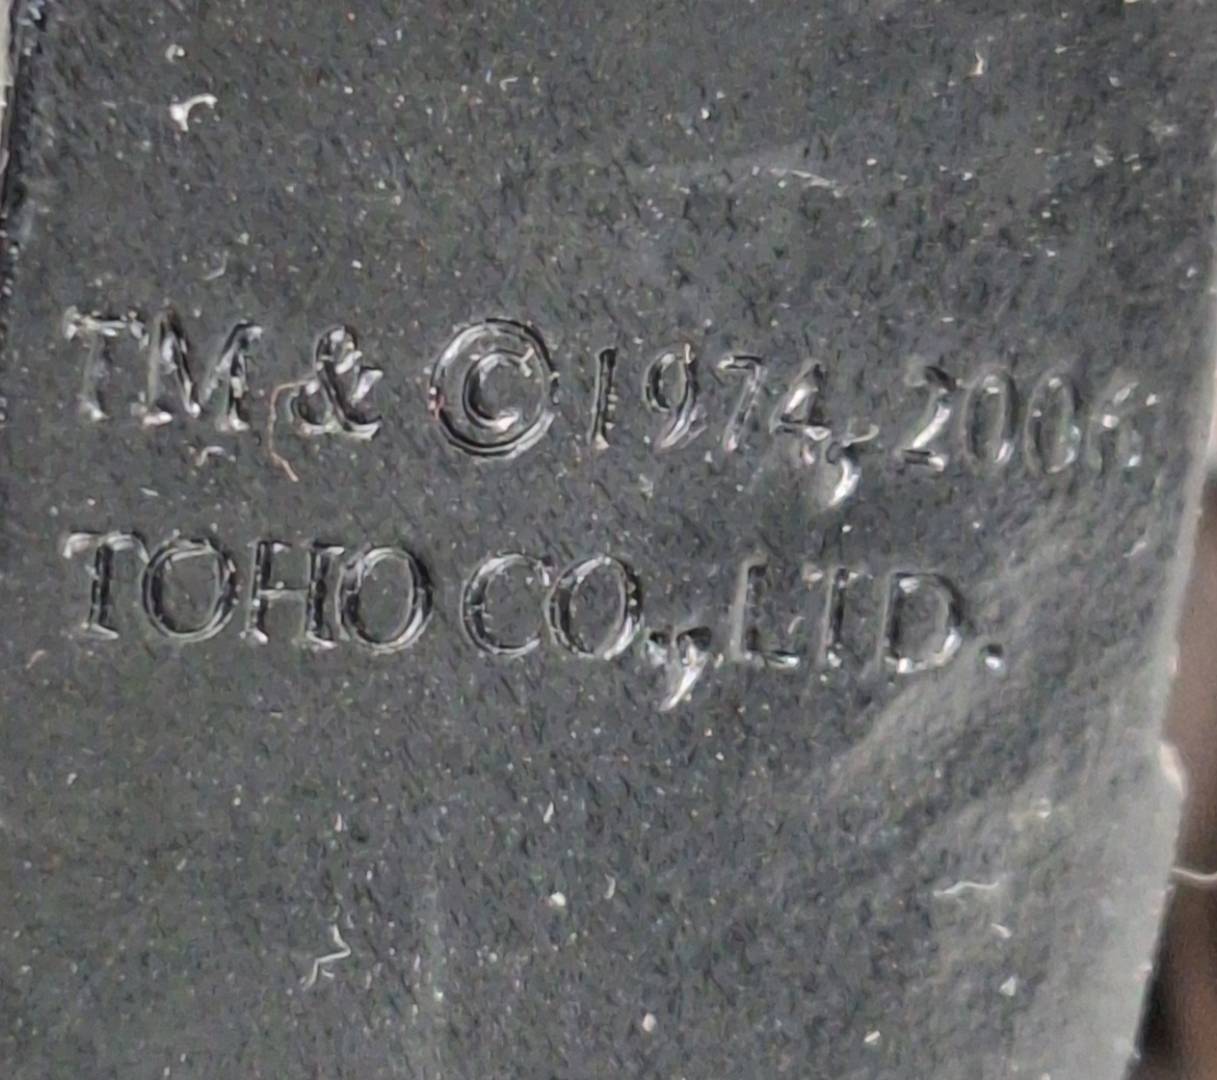 TM & © 1974, 2006
TOHO CO., LTD.